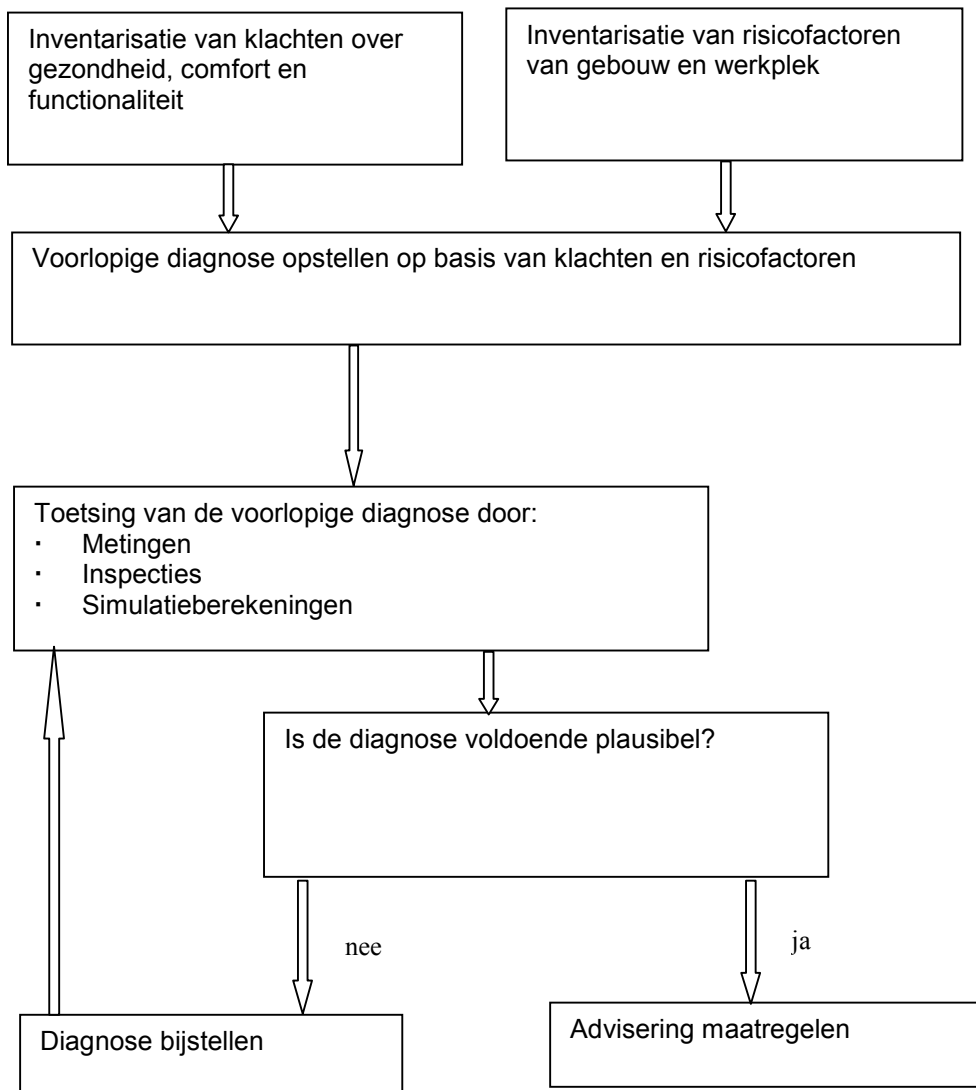 Inventarisatie van klachten over
gezondheid, comfort en
functionaliteit
Inventarisatie van risicofactoren
van gebouw en werkplek
Voorlopige diagnose opstellen op basis van klachten en risicofactoren
Toetsing van de voorlopige diagnose door:
· Metingen
· Inspecties
· Simulatieberekeningen
Is de diagnose voldoende plausibel?
nee
ja
Diagnose bijstellen
Advisering maatregelen